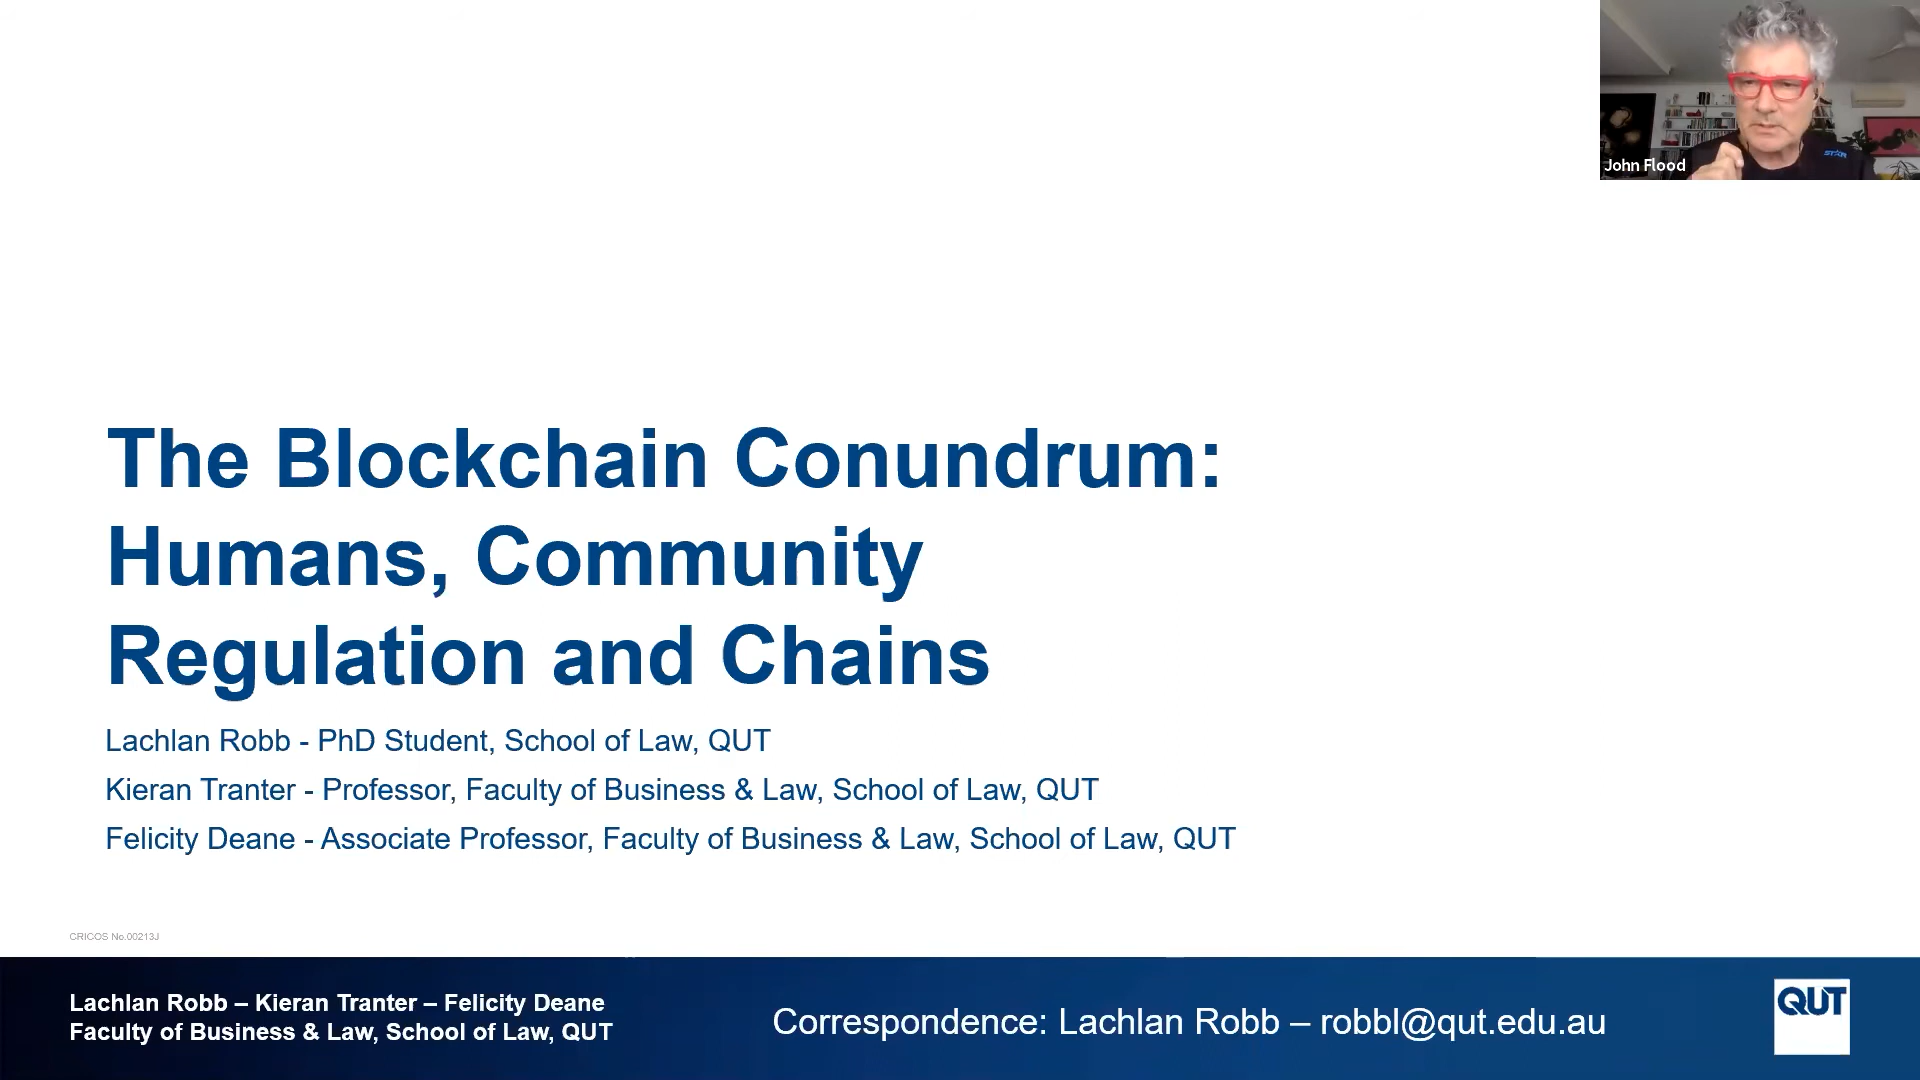 John Flood
The Blockchain Conundrum:
Humans, Community
Regulation and Chains
Lachlan Robb - PhD Student, School of Law, QUT
Kieran Tranter - Professor, Faculty of Business & Law, School of Law, QUT
Felicity Deane - Associate Professor, Faculty of Business & Law, School of Law, QUT
CRICOS No.00213J
Lachlan Robb – Kieran Tranter – Felicity Deane
Faculty of Business & Law, School of Law, QUT
Correspondence: Lachlan Robb – robbl@qut.edu.au
QUT